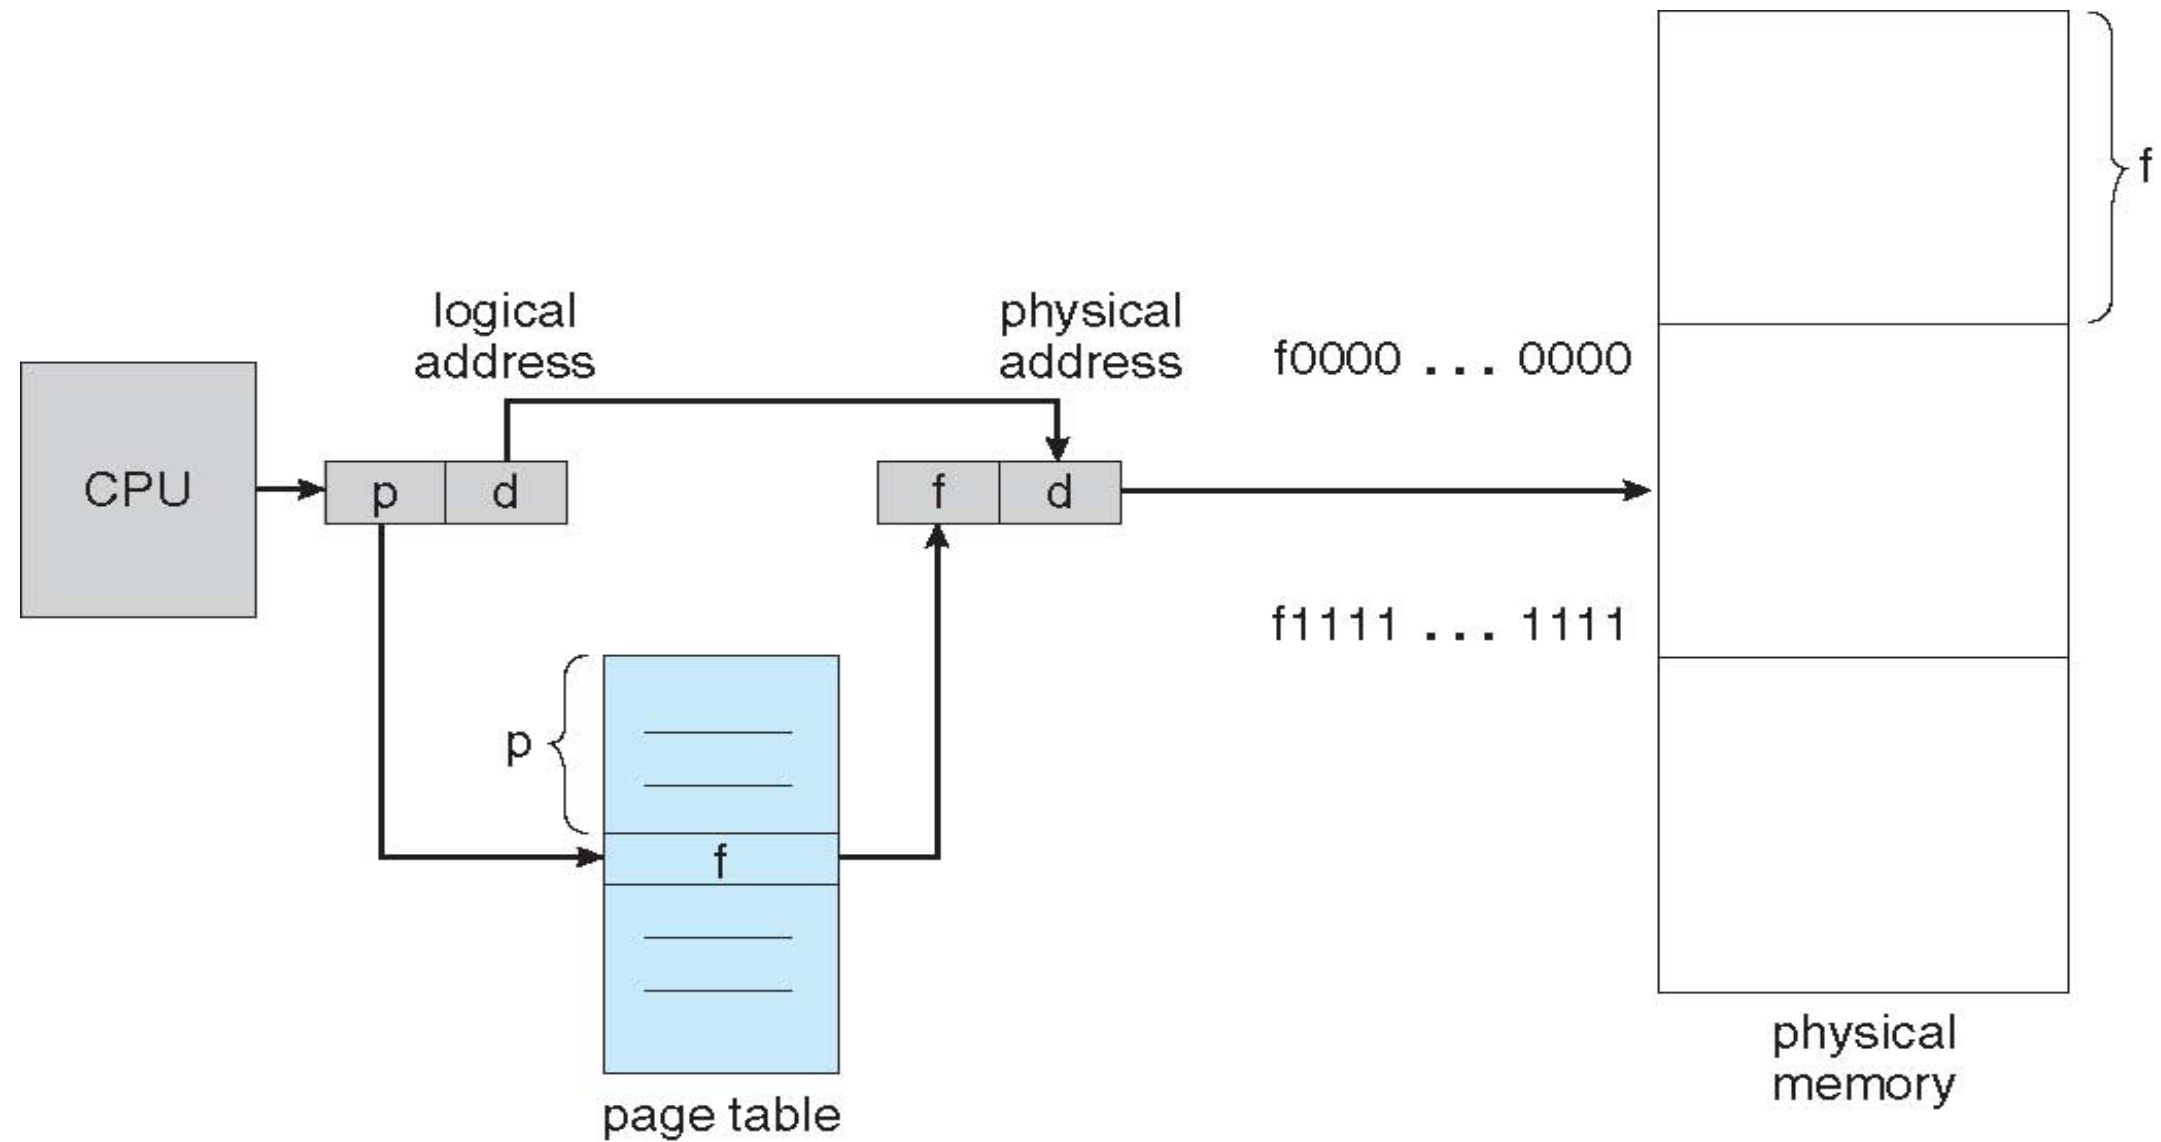 f
logical
address
physical
address
f0000 ... 0000
CPU
p
d
f
d
f1111 ... 1111
p
f
physical
memory
page table